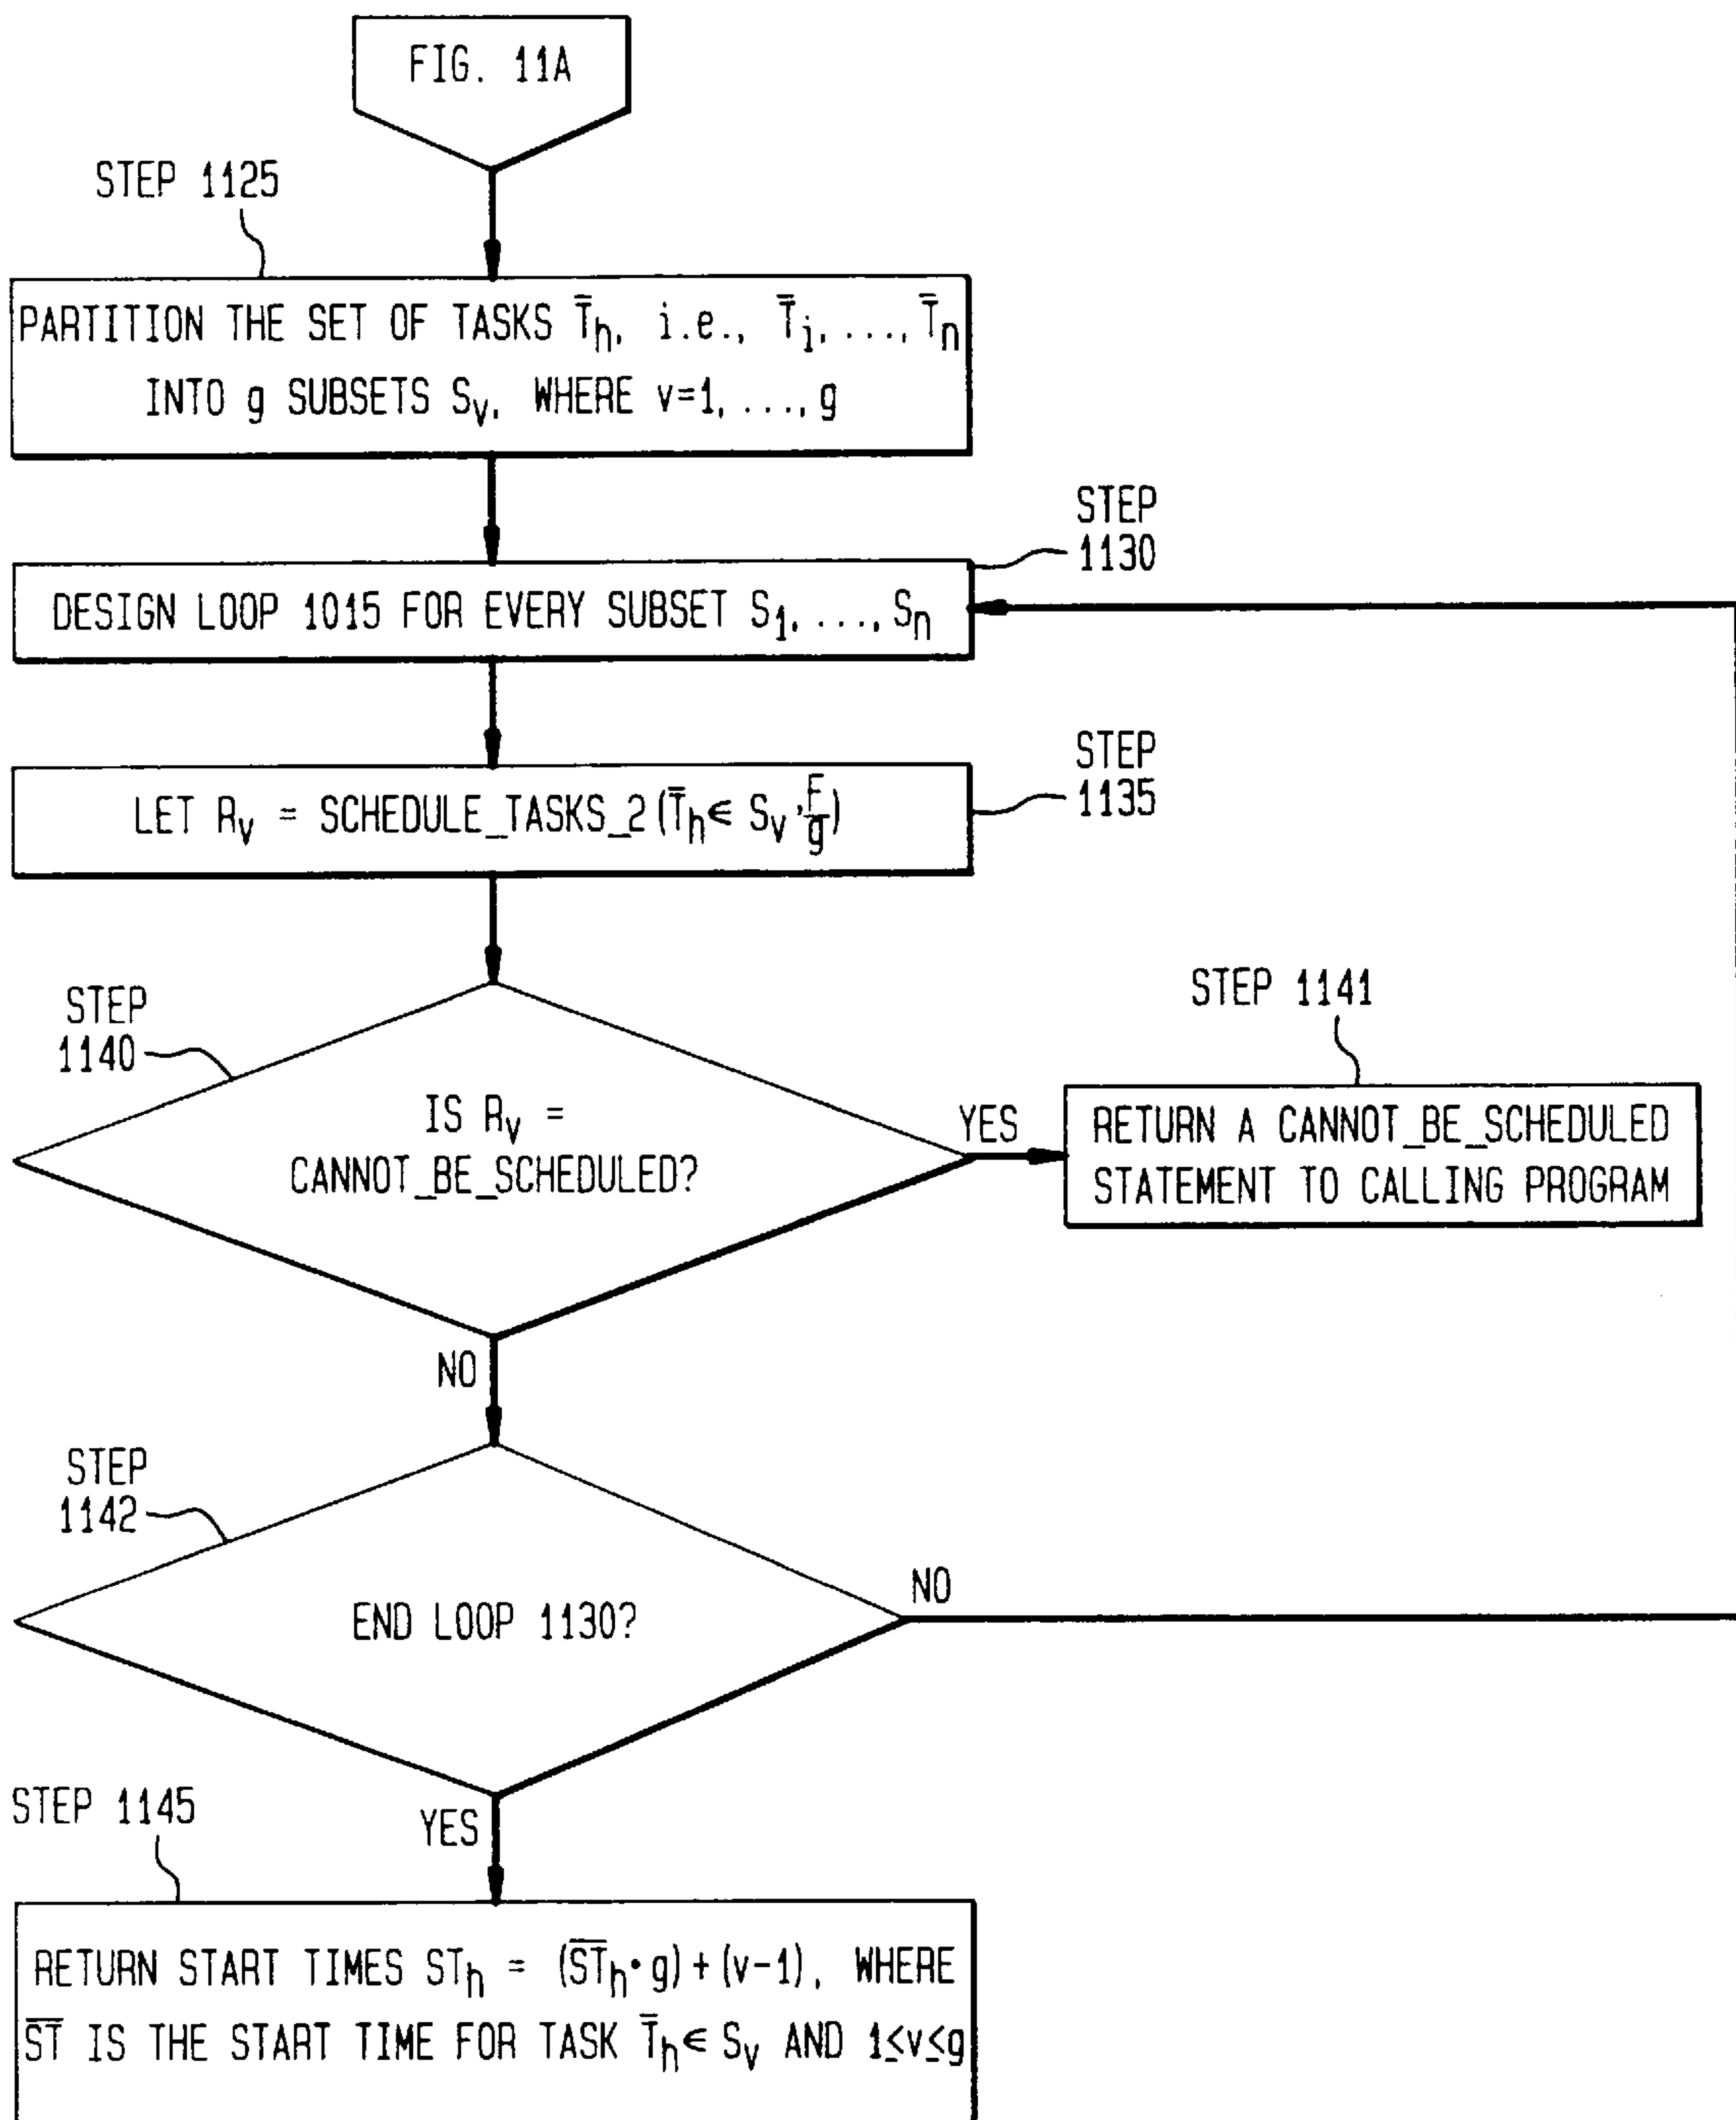 FIG. 11A
STEP 1125
PARTITION THE SET OF TASKS T̄h, i.e., T̄i, ..., T̄n
INTO g SUBSETS Sv, WHERE v=1, ..., g
STEP
1130
DESIGN LOOP 1015 FOR EVERY SUBSET S1, ..., Sn
STEP
1135
LET Rv = SCHEDULE_TASKS_2(T̄h∈ Sv,F/g)
STEP
1140
IS Rv =
CANNOT_BE_SCHEDULED?
YES
STEP 1141
RETURN A CANNOT_BE_SCHEDULED
STATEMENT TO CALLING PROGRAM
NO
STEP
1142
END LOOP 1130?
NO
YES
STEP 1145
RETURN START TIMES STh = (S̅T̅h• g)+(v-1), WHERE
S̅T̅ IS THE START TIME FOR TASK T̄h∈ Sv AND 1≤v≤g